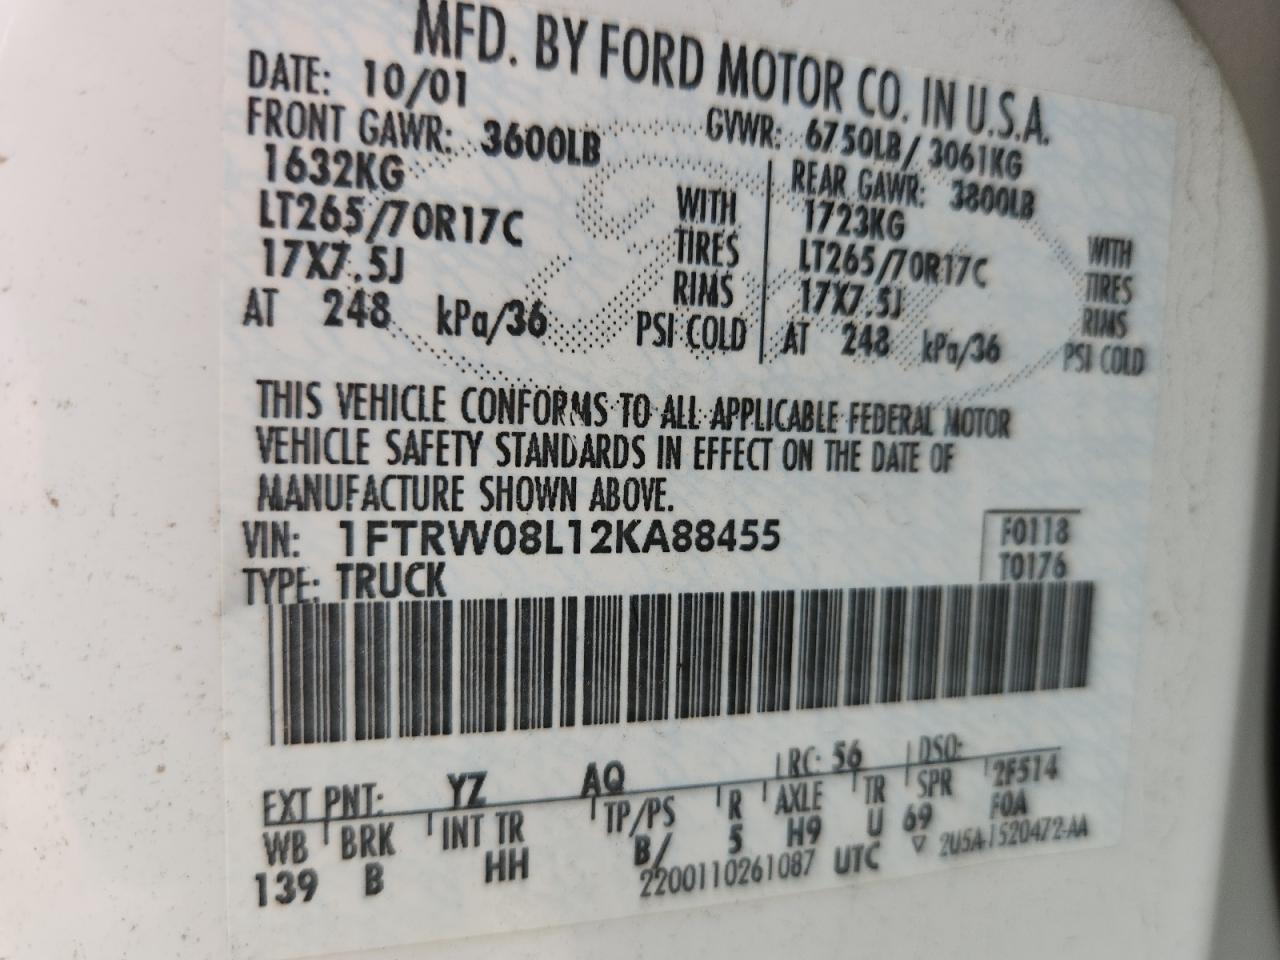 MFD. BY FORD MOTOR CO. IN U.S.A.
DATE: 10/01 GVWR: 6750LB/ 3061KG
FRONT GAWR: 3600LB REAR GAWR: 3800LB
1632KG WITH 1723KG WITH
LT265/70R17C TIRES LT265/70R17C TIRES
17X7.5J RIMS 17X7.5J RIMS
AT 248 kPa/36 PSI COLD AT 248 kPa/36 PSI COLD
THIS VEHICLE CONFORMS TO ALL APPLICABLE FEDERAL MOTOR
VEHICLE SAFETY STANDARDS IN EFFECT ON THE DATE OF
MANUFACTURE SHOWN ABOVE.
VIN: 1FTRW08L12KA88455 F0118
TYPE: TRUCK T0176
EXT PNT: YZ AQ RC: 56 DSO:
WB BRK INT TR TP/PS R AXLE TR SPR 2F514
139 B HH B/ 5 H9 U 69 F0A
2200110261087 UTC ▽ 2U5A-1520472-AA